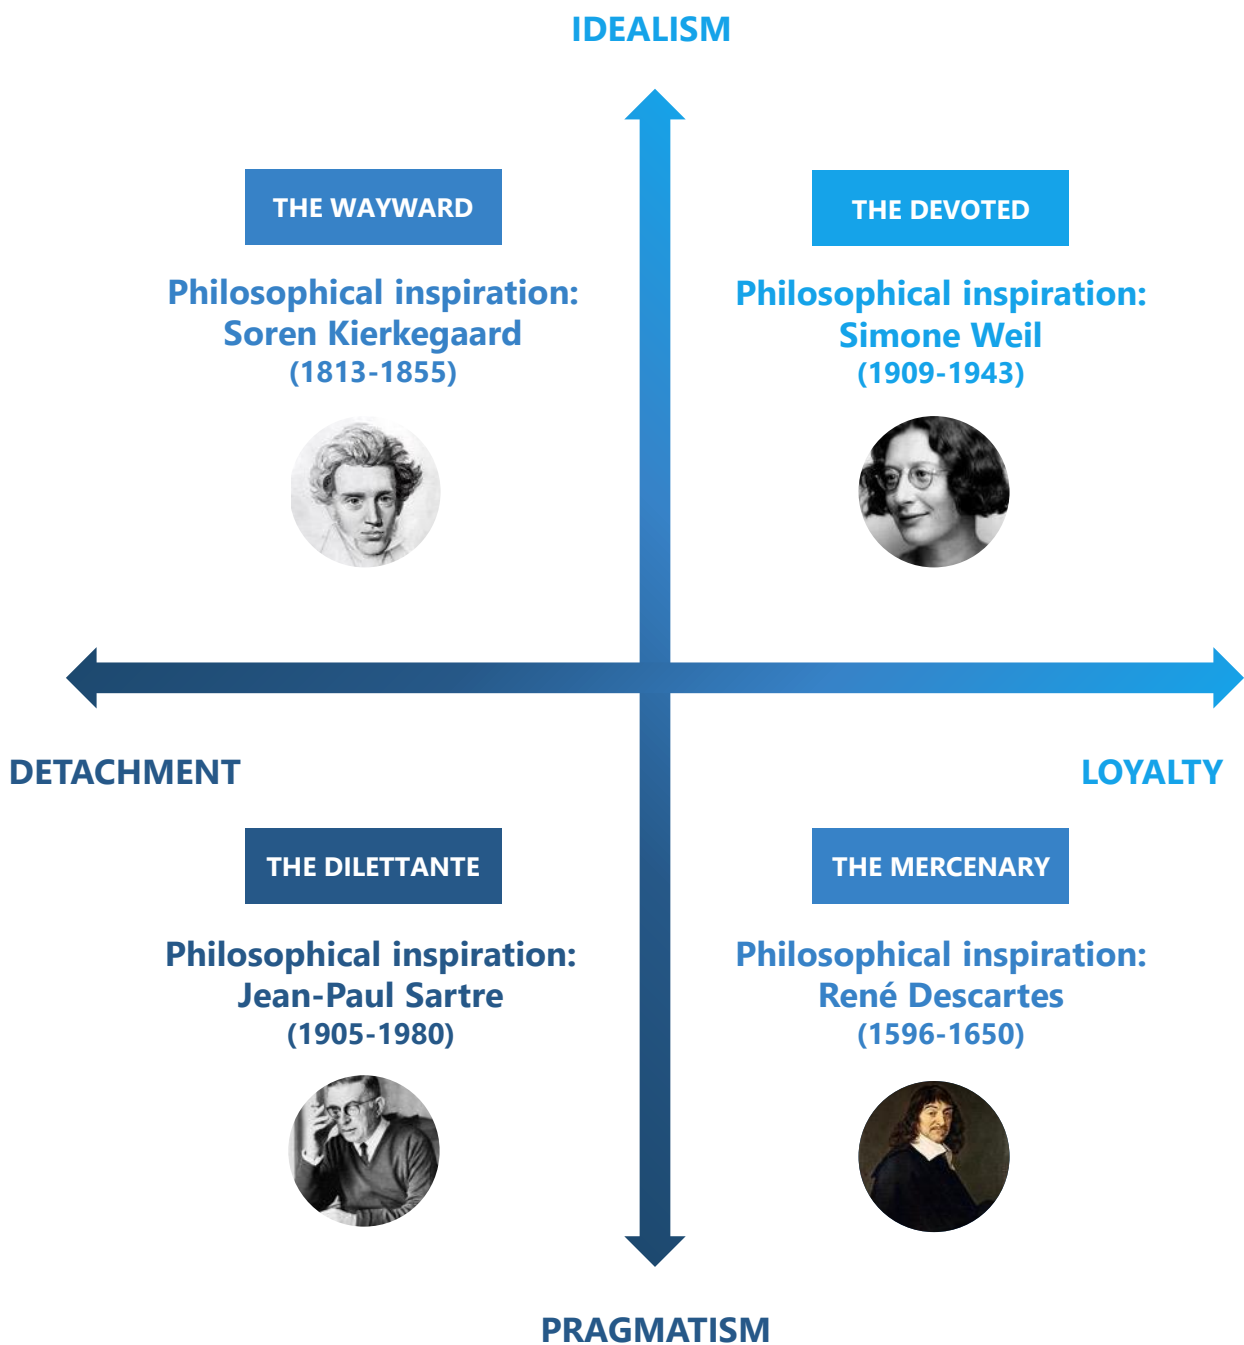 IDEALISM
THE WAYWARD
Philosophical inspiration:
Soren Kierkegaard
(1813-1855)
THE DEVOTED
Philosophical inspiration:
Simone Weil
(1909-1943)
DETACHMENT
LOYALTY
THE DILETTANTE
Philosophical inspiration:
Jean-Paul Sartre
(1905-1980)
THE MERCENARY
Philosophical inspiration:
René Descartes
(1596-1650)
PRAGMATISM